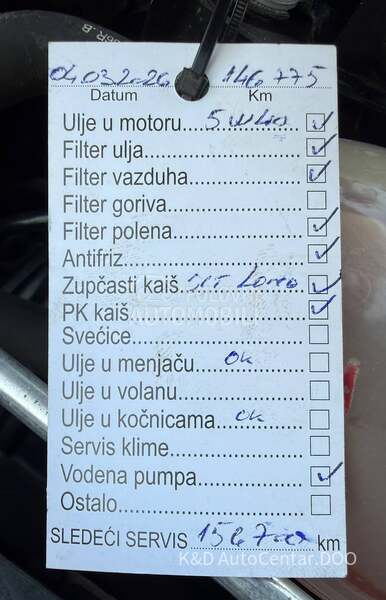 04.03.2026 146 775
Datum Km
Ulje u motoru 5w40 ✓
Filter ulja ✓
Filter vazduha ✓
Filter goriva
Filter polena ✓
Antifriz ✓
Zupčasti kaiš ✓
PK kaiš ✓
Svećice
Ulje u menjaču OK
Ulje u volanu
Ulje u kočnicama OK
Servis klime
Vodena pumpa ✓
Ostalo
SLEDEĆI SERVIS 156700 km
K&D AutoCentar.DOO